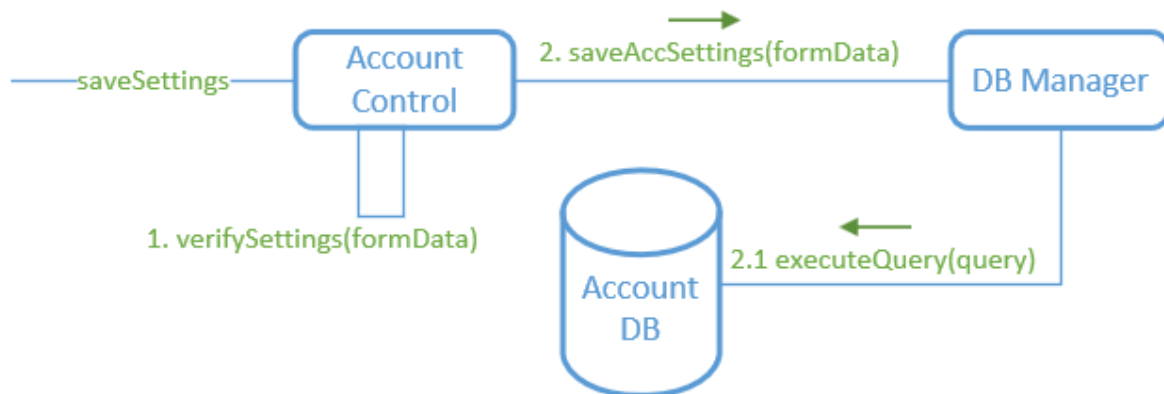 2. saveAccSettings(formData)
saveSettings
Account
Control
DB Manager
1. verifySettings(formData)
2.1 executeQuery(query)
Account
DB